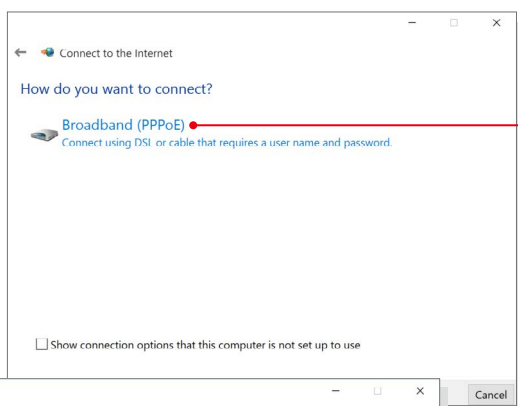 Connect to the Internet
How do you want to connect?
Broadband (PPPoE)
Connect using DSL or cable that requires a user name and password.
Show connection options that this computer is not set up to use
Cancel